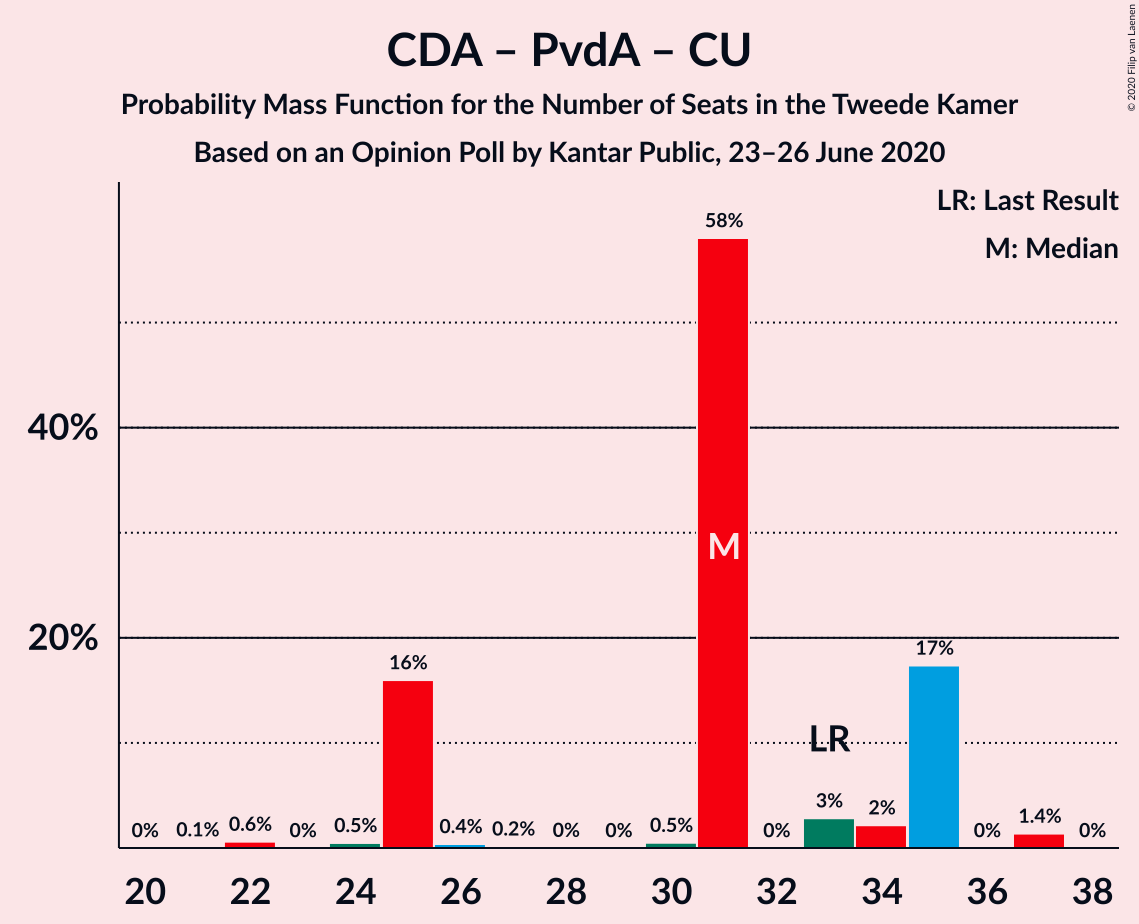 CDA – PvdA – CU
Probability Mass Function for the Number of Seats in the Tweede Kamer
Based on an Opinion Poll by Kantar Public, 23–26 June 2020
© 2020 Filip van Laenen
LR: Last Result
M: Median
40%
20%
0%
0.1%
0.6%
0%
0.5%
16%
0.4%
0.2%
0%
0%
0.5%
58%
M
0%
LR
3%
2%
17%
0%
1.4%
0%
20 22 24 26 28 30 32 34 36 38